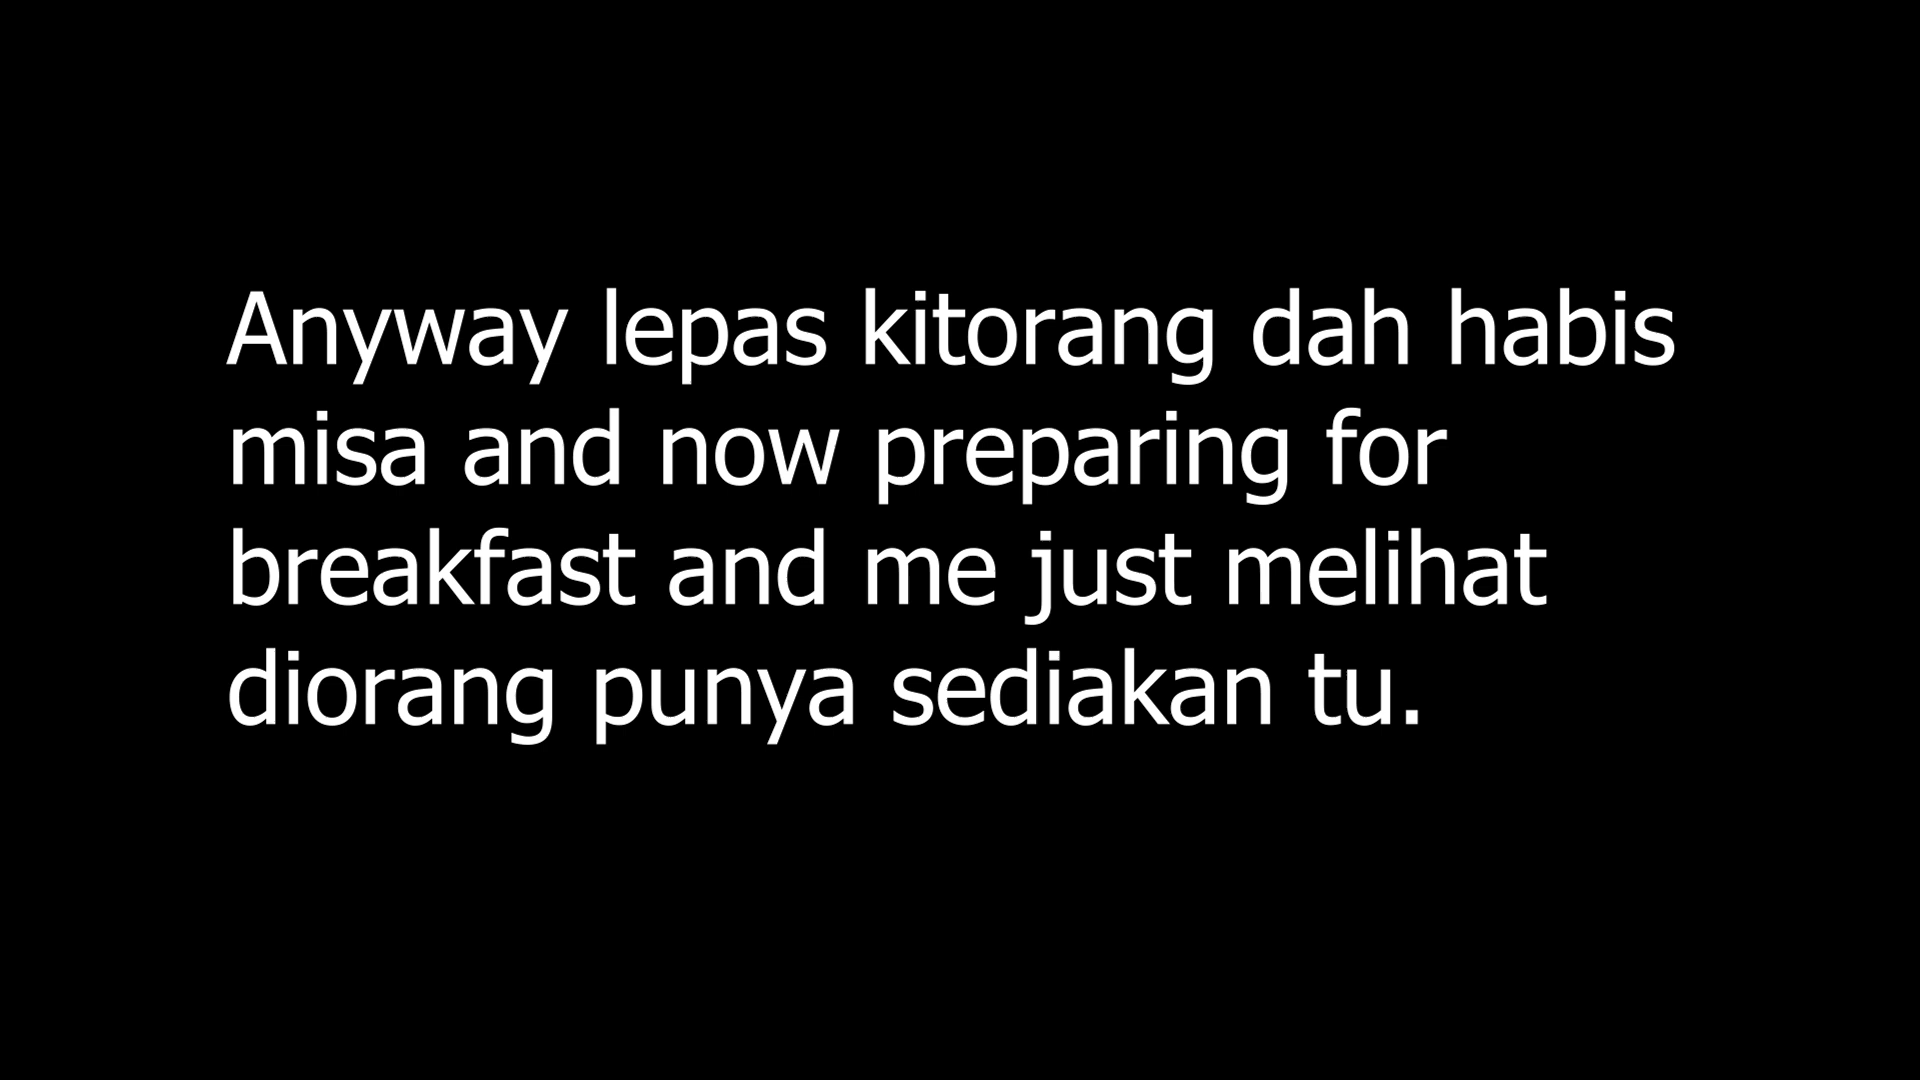 Anyway lepas kitorang dah habis
misa and now preparing for
breakfast and me just melihat
diorang punya sediakan tu.